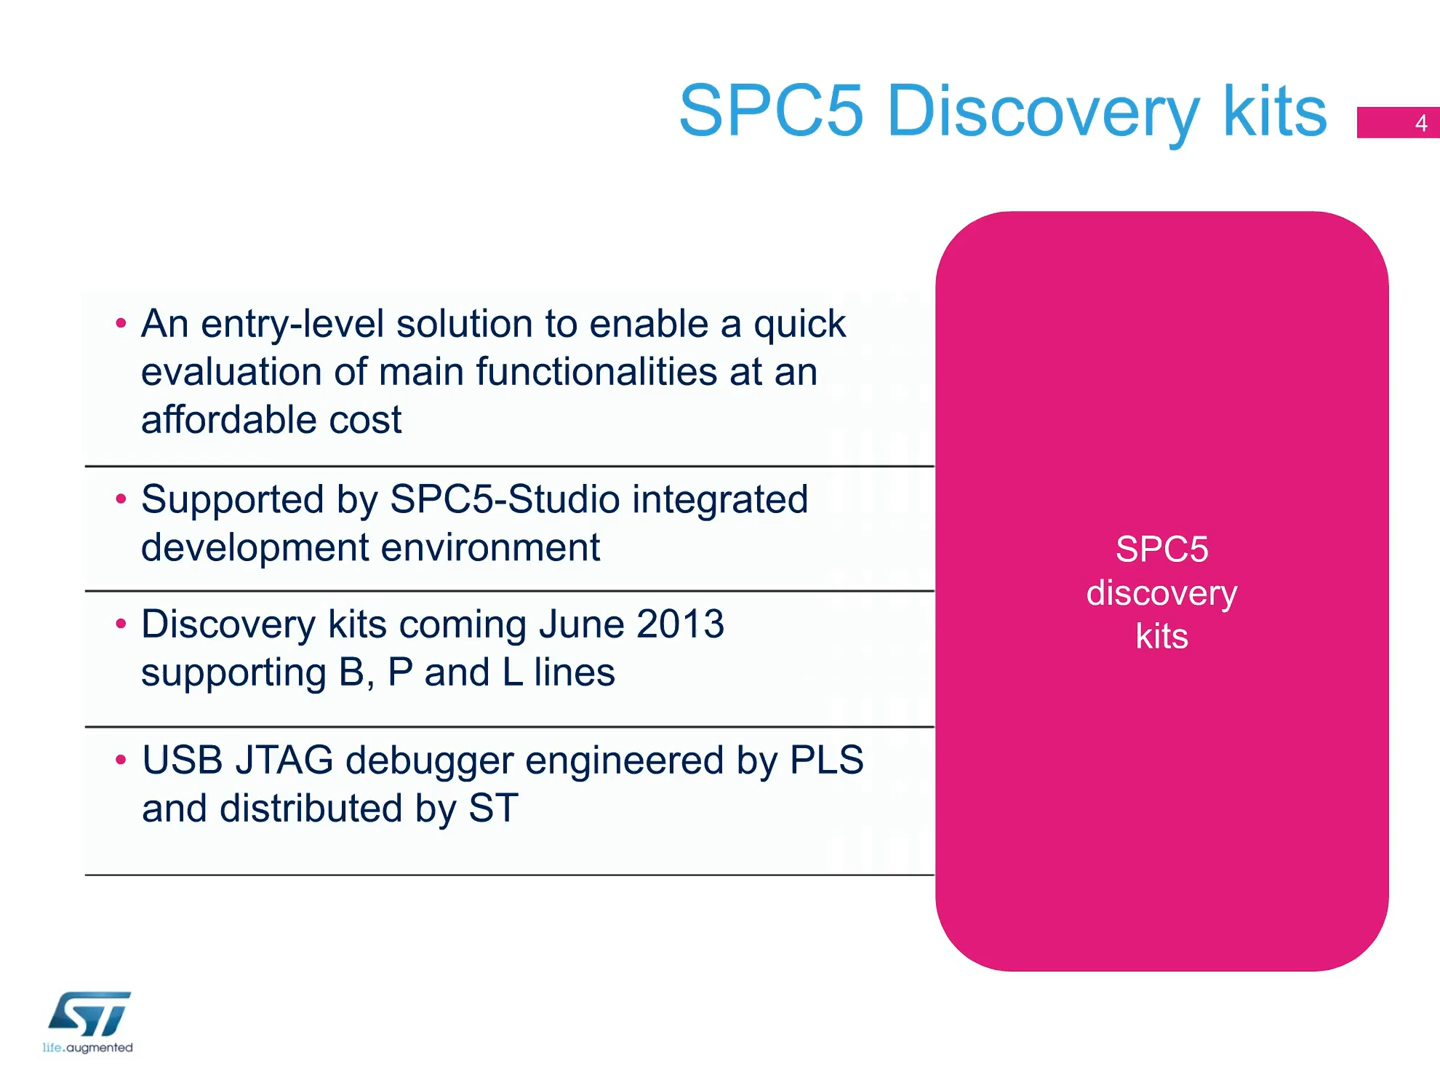 SPC5 Discovery kits
4
• An entry-level solution to enable a quick
evaluation of main functionalities at an
affordable cost
• Supported by SPC5-Studio integrated
development environment
• Discovery kits coming June 2013
supporting B, P and L lines
• USB JTAG debugger engineered by PLS
and distributed by ST
SPC5
discovery
kits
ST
life.augmented